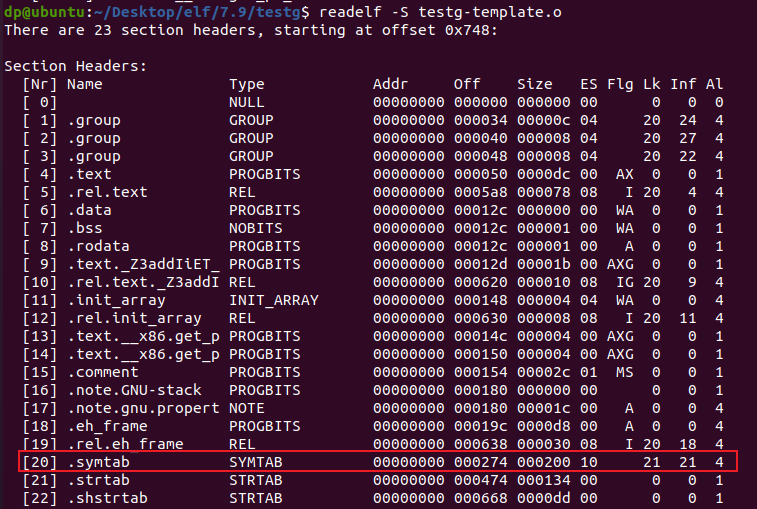 dp@ubuntu:~/Desktop/elf/7.9/testg$ readelf -S testg-template.o
There are 23 section headers, starting at offset 0x748:
Section Headers:
[Nr] Name Type Addr Off Size ES Flg Lk Inf Al
[ 0] NULL 00000000 000000 000000 00 0 0 0
[ 1] .group GROUP 00000000 000034 00000c 04 20 24 4
[ 2] .group GROUP 00000000 000040 000008 04 20 27 4
[ 3] .group GROUP 00000000 000048 000008 04 20 22 4
[ 4] .text PROGBITS 00000000 000050 0000dc 00 AX 0 0 1
[ 5] .rel.text REL 00000000 0005a8 000078 08 I 20 4 4
[ 6] .data PROGBITS 00000000 00012c 000000 00 WA 0 0 1
[ 7] .bss NOBITS 00000000 00012c 000001 00 WA 0 0 1
[ 8] .rodata PROGBITS 00000000 00012c 000001 00 A 0 0 1
[ 9] .text._Z3addIiET_ PROGBITS 00000000 00012d 00001b 00 AXG 0 0 1
[10] .rel.text._Z3addI REL 00000000 000620 000010 08 IG 20 9 4
[11] .init_array INIT_ARRAY 00000000 000148 000004 04 WA 0 0 4
[12] .rel.init_array REL 00000000 000630 000008 08 I 20 11 4
[13] .text.__x86.get_p PROGBITS 00000000 00014c 000004 00 AXG 0 0 1
[14] .text.__x86.get_p PROGBITS 00000000 000150 000004 00 AXG 0 0 1
[15] .comment PROGBITS 00000000 000154 00002c 01 MS 0 0 1
[16] .note.GNU-stack PROGBITS 00000000 000180 000000 00 0 0 1
[17] .note.gnu.propert NOTE 00000000 000180 00001c 00 A 0 0 4
[18] .eh_frame PROGBITS 00000000 00019c 0000d8 00 A 0 0 4
[19] .rel.eh_frame REL 00000000 000638 000030 08 I 20 18 4
[20] .symtab SYMTAB 00000000 000274 000200 10 21 21 4
[21] .strtab STRTAB 00000000 000474 000134 00 0 0 1
[22] .shstrtab STRTAB 00000000 000668 0000dd 00 0 0 1